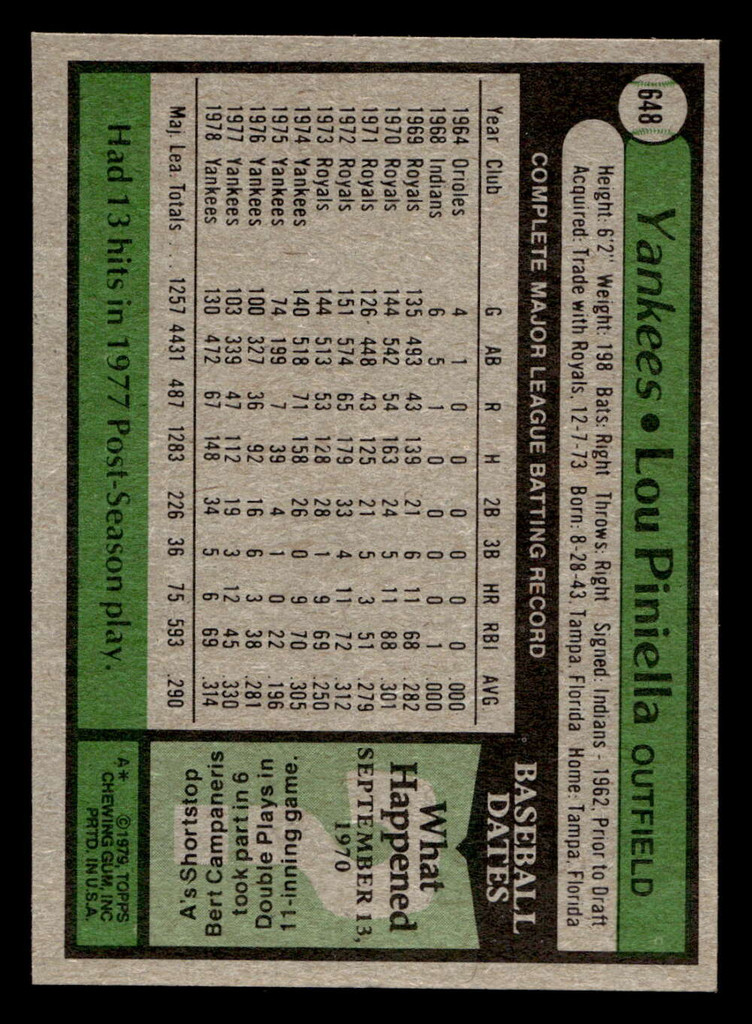 648
Yankees • Lou Piniella OUTFIELD
Height: 6'2" Weight: 198 Bats: Right Throws: Right Signed: Indians - 1962, Prior to Draft
Acquired: Trade with Royals, 12-7-73 Born: 8-28-43, Tampa, Florida Home: Tampa, Florida
COMPLETE MAJOR LEAGUE BATTING RECORD
Year Club G AB R H 2B 3B HR RBI AVG
1964 Orioles 4 1 0 0 0 0 0 0 .000
1968 Indians 6 5 1 0 0 0 0 1 .000
1969 Royals 135 493 43 139 21 6 11 68 .282
1970 Royals 144 542 54 163 24 5 11 88 .301
1971 Royals 126 448 43 125 21 5 3 51 .279
1972 Royals 151 574 65 179 33 4 11 72 .312
1973 Royals 144 513 53 128 28 1 9 69 .250
1974 Yankees 140 518 71 158 26 0 9 70 .305
1975 Yankees 74 199 7 39 4 1 0 22 .196
1976 Yankees 100 327 36 92 16 6 3 38 .281
1977 Yankees 103 339 47 112 19 3 12 45 .330
1978 Yankees 130 472 67 148 34 5 6 69 .314
Maj. Lea. Totals . . 1257 4431 487 1283 226 36 75 593 .290
Had 13 hits in 1977 Post-Season play.
BASEBALL
DATES
What
Happened
SEPTEMBER 13,
1970
?
A's Shortstop
Bert Campaneris
took part in 6
Double Plays in
11-inning game.
A* ©1979, TOPPS
CHEWING GUM, INC
PRTD. IN U.S.A.